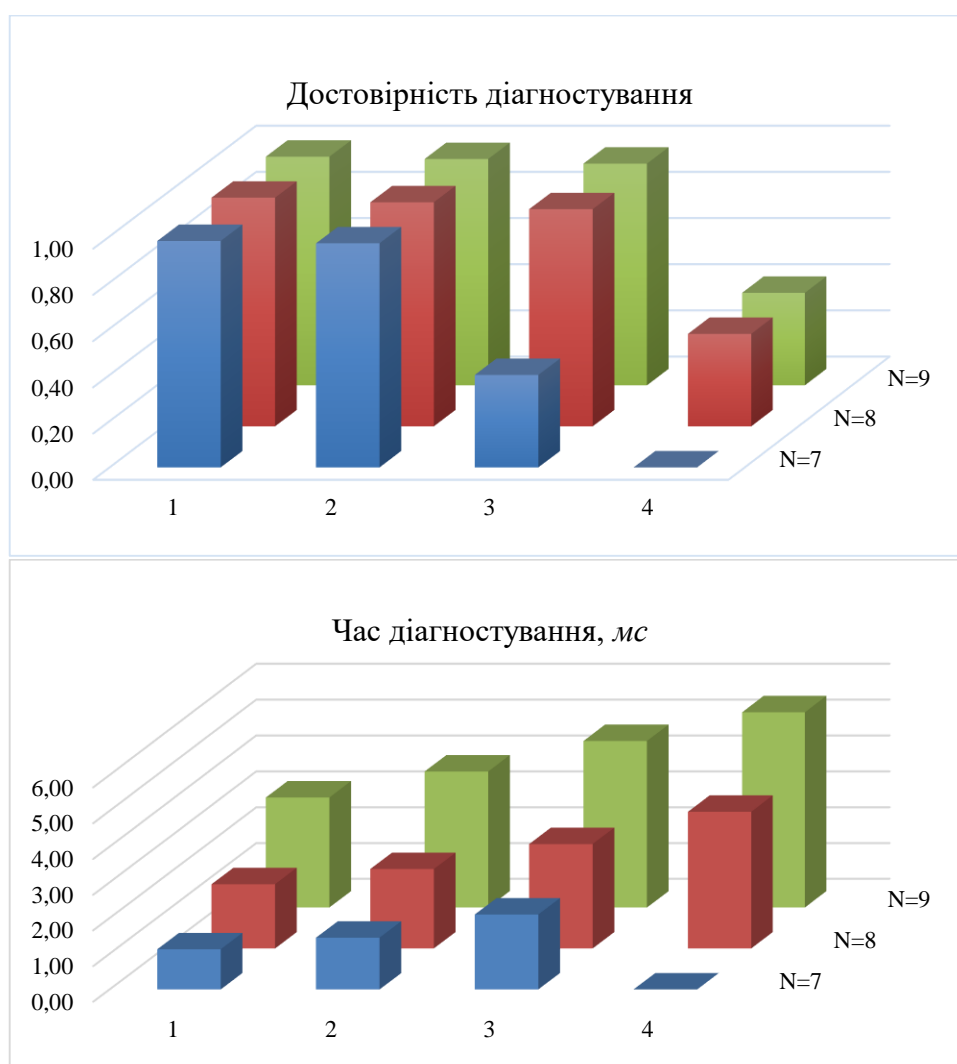 Достовірність діагностування
1,00
0,80
0,60
0,40
0,20
0,00
N=9
N=8
N=7
1 2 3 4
Час діагностування, мс
6,00
5,00
4,00
3,00
2,00
1,00
0,00
N=9
N=8
N=7
1 2 3 4